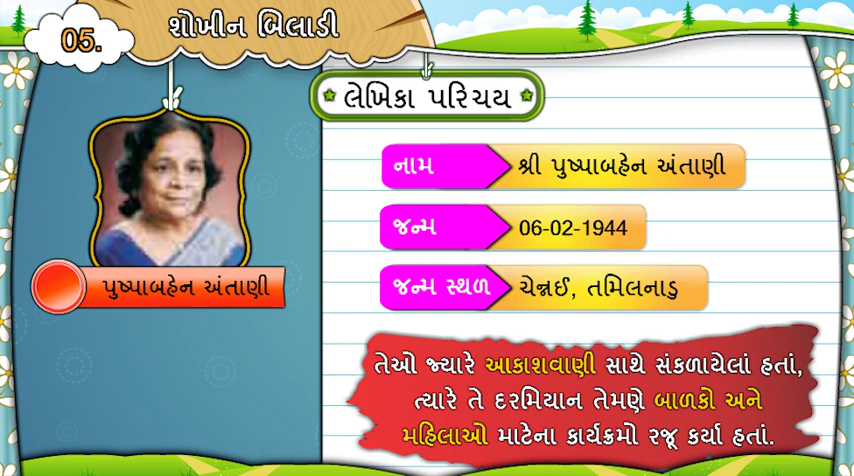 05.
શોખીન બિલાડી
લેખિકા પરિચય
પુષ્પાબહેન અંતાણી
નામ
શ્રી પુષ્પાબહેન અંતાણી
જન્મ
06-02-1944
જન્મ સ્થળ
ચેન્નઈ, તમિલનાડુ
તેઓ જ્યારે આકાશવાણી સાથે સંકળાયેલાં હતાં,
ત્યારે તે દરમિયાન તેમણે બાળકો અને
મહિલાઓ માટેના કાર્યક્રમો રજૂ કર્યા હતાં.